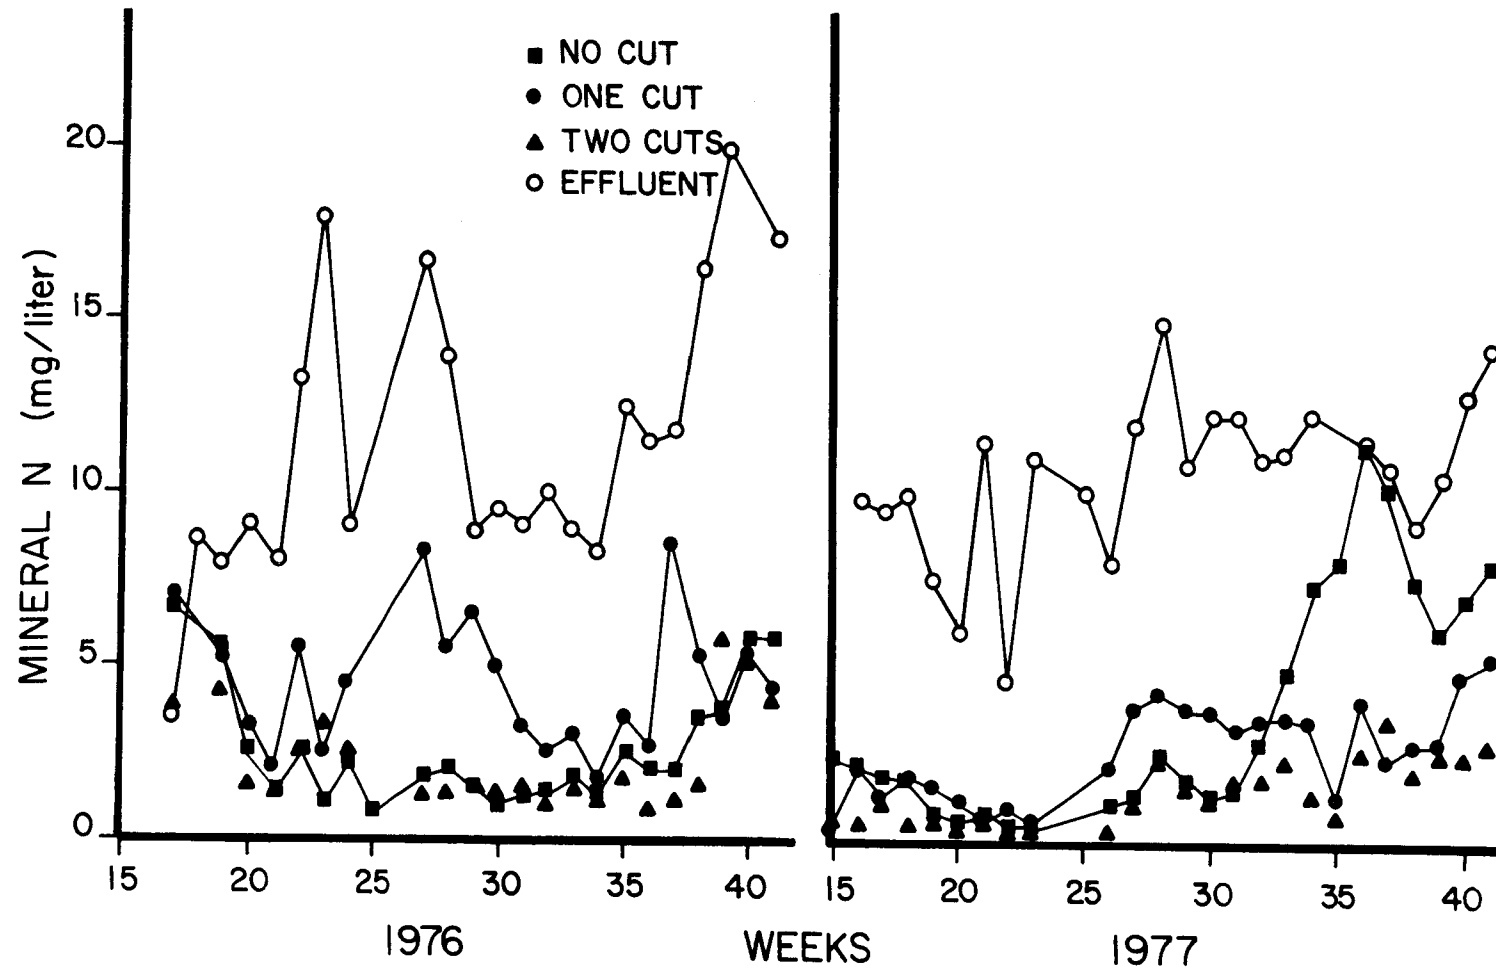 NO CUT
ONE CUT
TWO CUTS
EFFLUENT
MINERAL N (mg/liter)
20
15
10
5
0
15 20 25 30 35 40
15 20 25 30 35 40
1976 WEEKS 1977